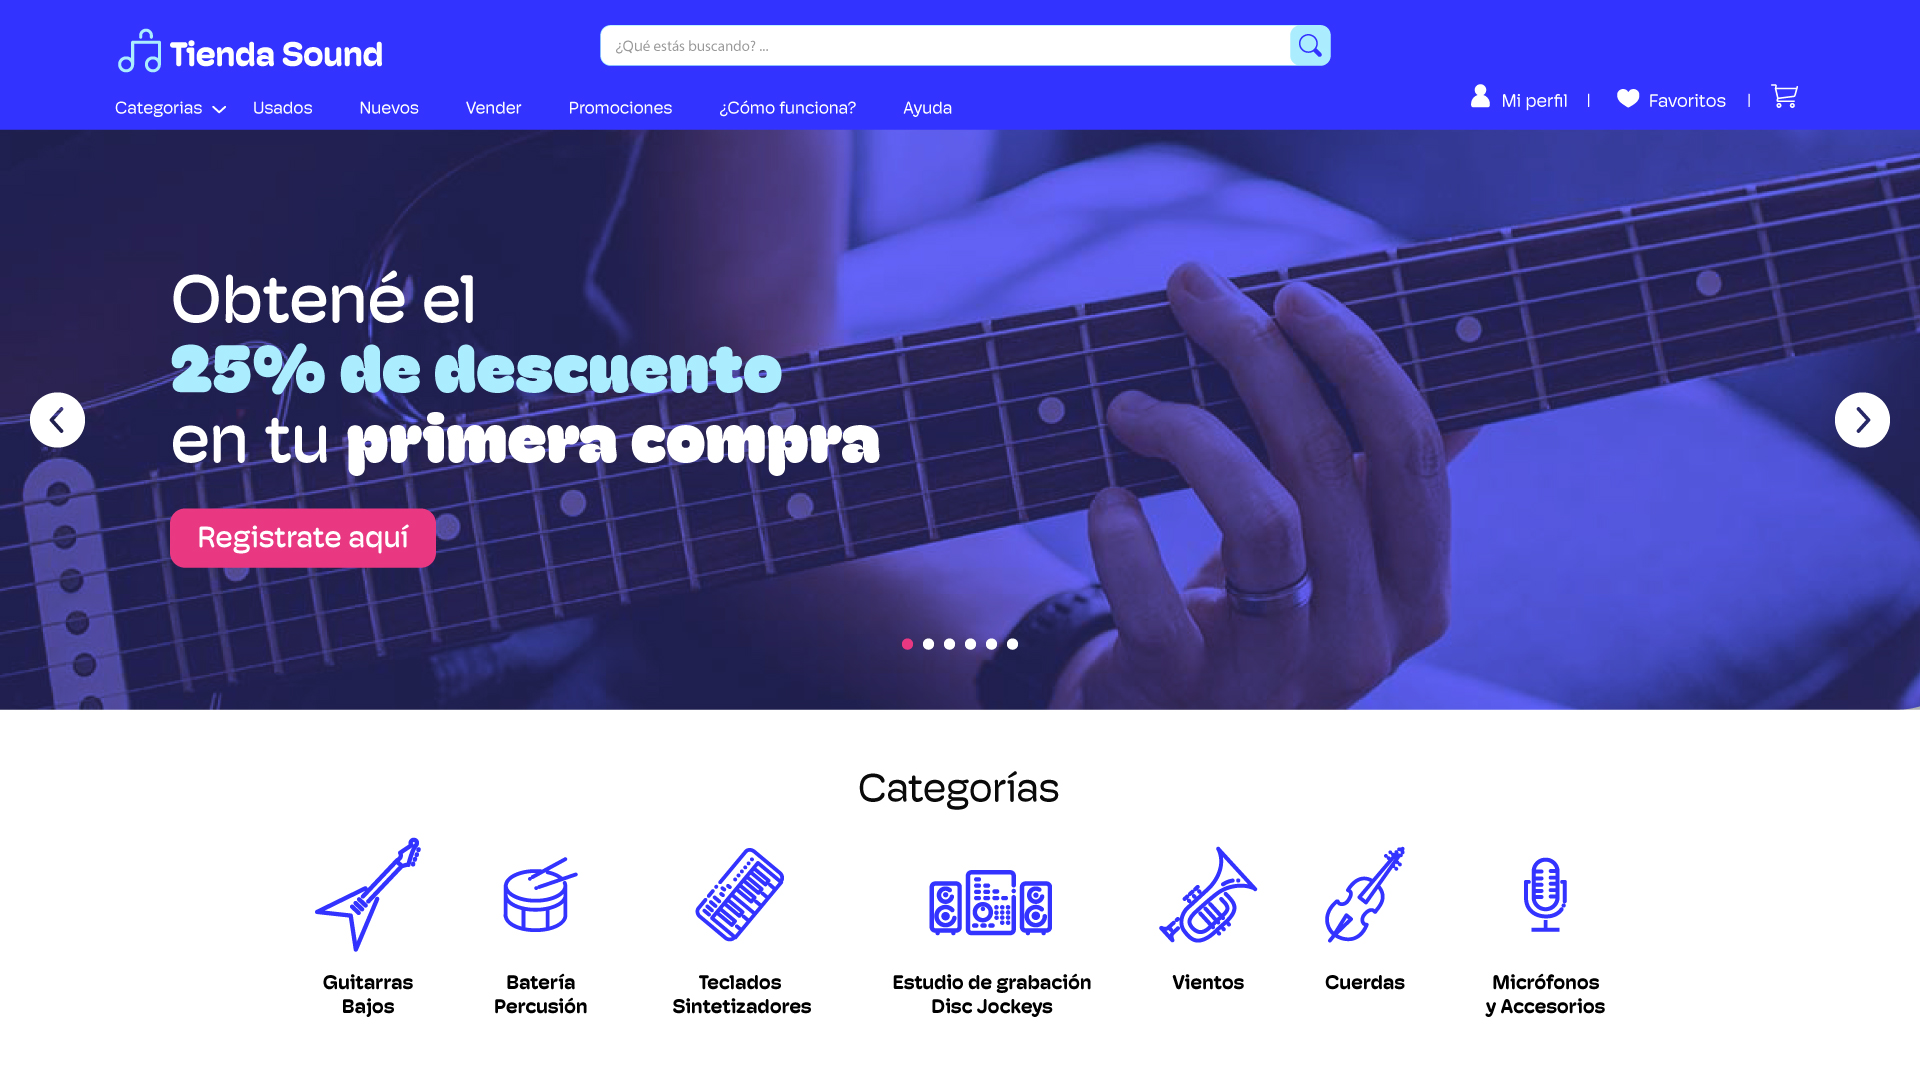 Tienda Sound
¿Qué estás buscando? ...
Categorias
Usados
Nuevos
Vender
Promociones
¿Cómo funciona?
Ayuda
Mi perfil
|
Favoritos
|
Obtené el
25% de descuento
en tu primera compra
Registrate aquí
Categorías
Guitarras
Bajos
Batería
Percusión
Teclados
Sintetizadores
Estudio de grabación
Disc Jockeys
Vientos
Cuerdas
Micrófonos
y Accesorios